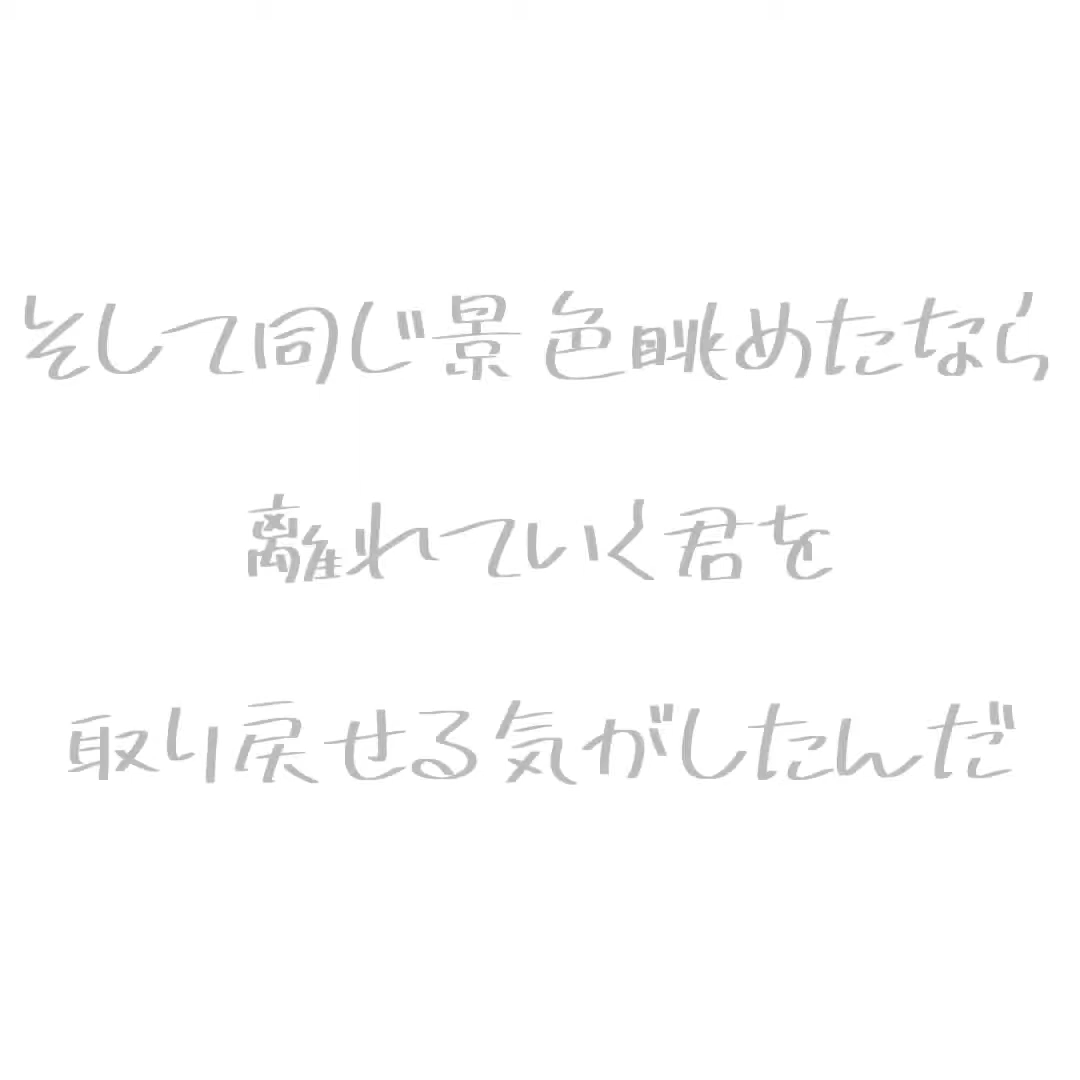 そして同じ景色眺めたなら
離れていく君を
取り戻せる気がしたんだ